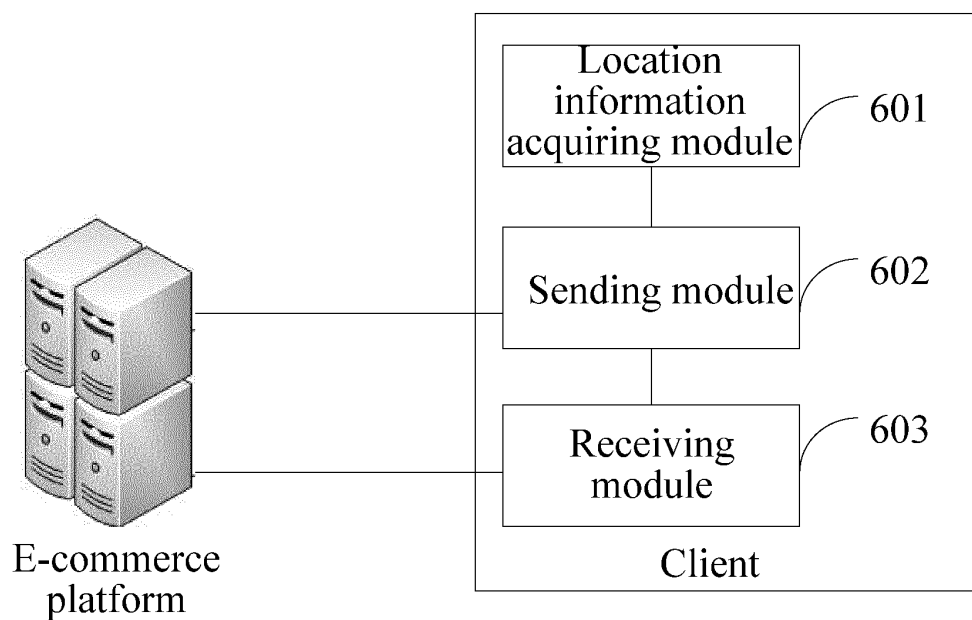 Location
information
acquiring module
601
Sending module
602
Receiving
module
603
Client
E-commerce
platform